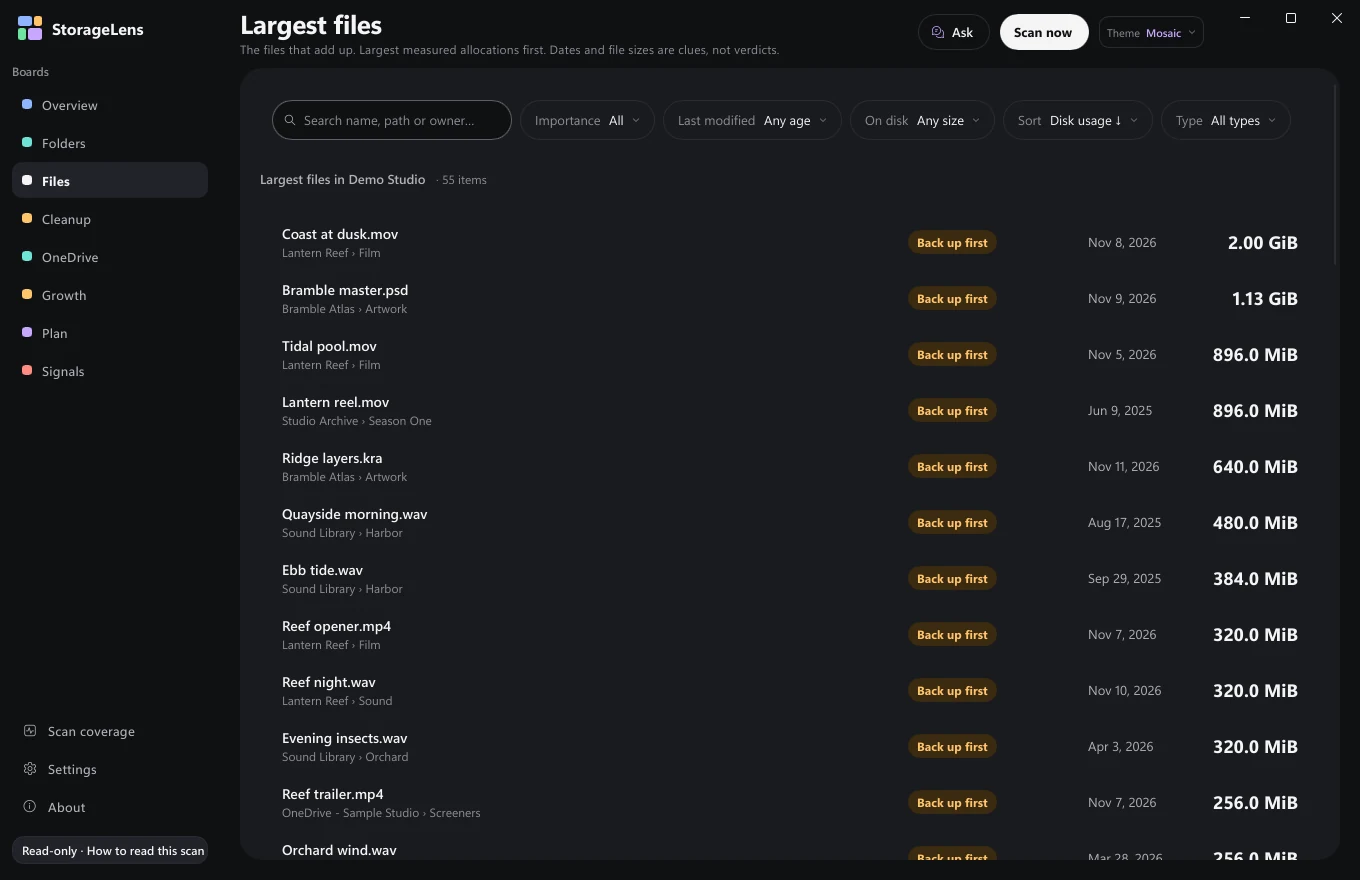 StorageLens
Largest files
The files that add up. Largest measured allocations first. Dates and file sizes are clues, not verdicts.
Ask
Scan now
Theme Mosaic
Boards
Overview
Folders
Files
Cleanup
OneDrive
Growth
Plan
Signals
Scan coverage
Settings
About
Read-only · How to read this scan
Search name, path or owner...
Importance All
Last modified Any age
On disk Any size
Sort Disk usage ↓
Type All types
Largest files in Demo Studio · 55 items
Coast at dusk.mov
Lantern Reef › Film
Back up first
Nov 8, 2026
2.00 GiB
Bramble master.psd
Bramble Atlas › Artwork
Back up first
Nov 9, 2026
1.13 GiB
Tidal pool.mov
Lantern Reef › Film
Back up first
Nov 5, 2026
896.0 MiB
Lantern reel.mov
Studio Archive › Season One
Back up first
Jun 9, 2025
896.0 MiB
Ridge layers.kra
Bramble Atlas › Artwork
Back up first
Nov 11, 2026
640.0 MiB
Quayside morning.wav
Sound Library › Harbor
Back up first
Aug 17, 2025
480.0 MiB
Ebb tide.wav
Sound Library › Harbor
Back up first
Sep 29, 2025
384.0 MiB
Reef opener.mp4
Lantern Reef › Film
Back up first
Nov 7, 2026
320.0 MiB
Reef night.wav
Lantern Reef › Sound
Back up first
Nov 10, 2026
320.0 MiB
Evening insects.wav
Sound Library › Orchard
Back up first
Apr 3, 2026
320.0 MiB
Reef trailer.mp4
OneDrive - Sample Studio › Screeners
Back up first
Nov 7, 2026
256.0 MiB
Orchard wind.wav
Back up first
Mar 28, 2026
256.0 MiB